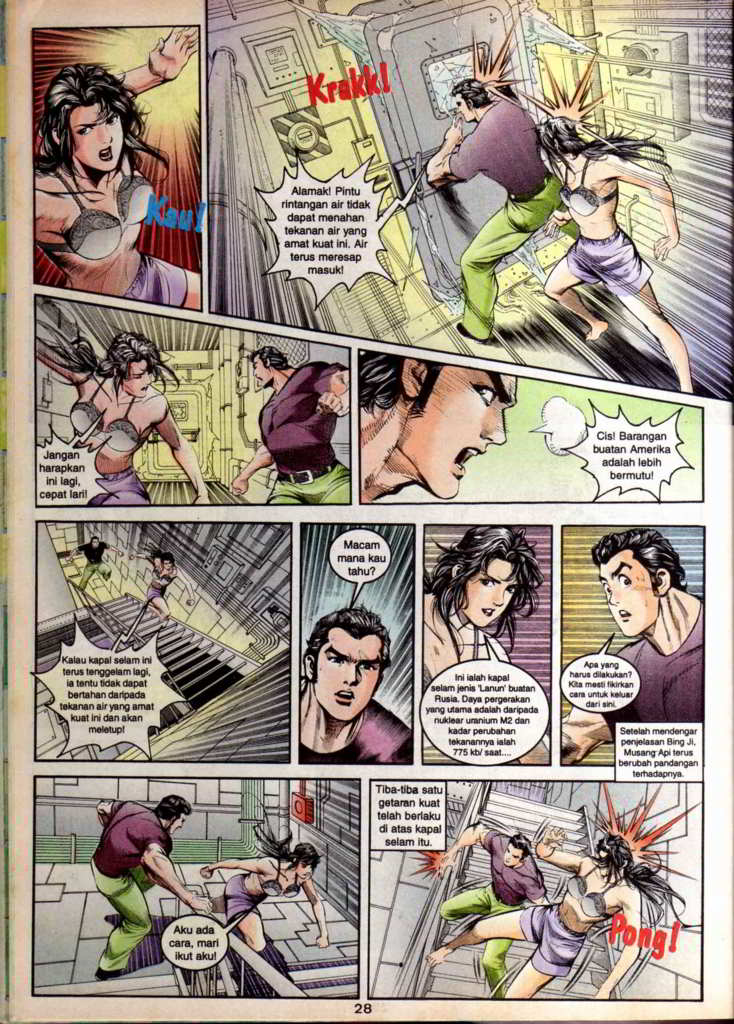 Kau!
Krakk!
Alamak! Pintu
rintangan air tidak
dapat menahan
tekanan air yang
amat kuat ini. Air
terus meresap
masuk!
Jangan
harapkan
ini lagi,
cepat lari!
Cis! Barangan
buatan Amerika
adalah lebih
bermutu!
Kalau kapal selam ini
terus tenggelam lagi,
ia tentu tidak dapat
bertahan daripada
tekanan air yang amat
kuat ini dan akan
meletup!
Macam
mana kau
tahu?
Ini ialah kapal
selam jenis 'Lanun' buatan
Rusia. Daya pergerakan
yang utama adalah daripada
nuklear uranium M2 dan
kadar perubahan
tekanannya ialah
775 kb/ saat....
Apa yang
harus dilakukan?
Kita mesti fikirkan
cara untuk keluar
dari sini.
Setelah mendengar
penjelasan Bing Ji,
Musang Api terus
berubah pandangan
terhadapnya.
Aku ada
cara, mari
ikut aku!
Tiba-tiba satu
getaran kuat
telah berlaku
di atas kapal
selam itu.
Pong!
28